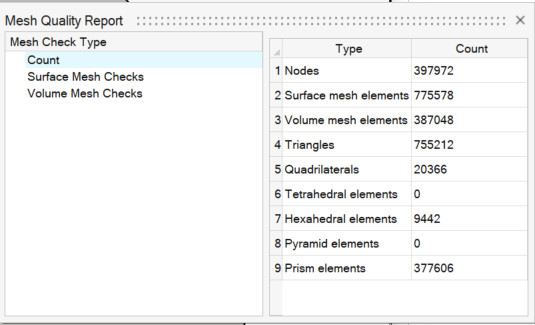 Mesh Quality Report
Mesh Check Type
Count
Surface Mesh Checks
Volume Mesh Checks
Type Count
1 Nodes 397972
2 Surface mesh elements 775578
3 Volume mesh elements 387048
4 Triangles 755212
5 Quadrilaterals 20366
6 Tetrahedral elements 0
7 Hexahedral elements 9442
8 Pyramid elements 0
9 Prism elements 377606